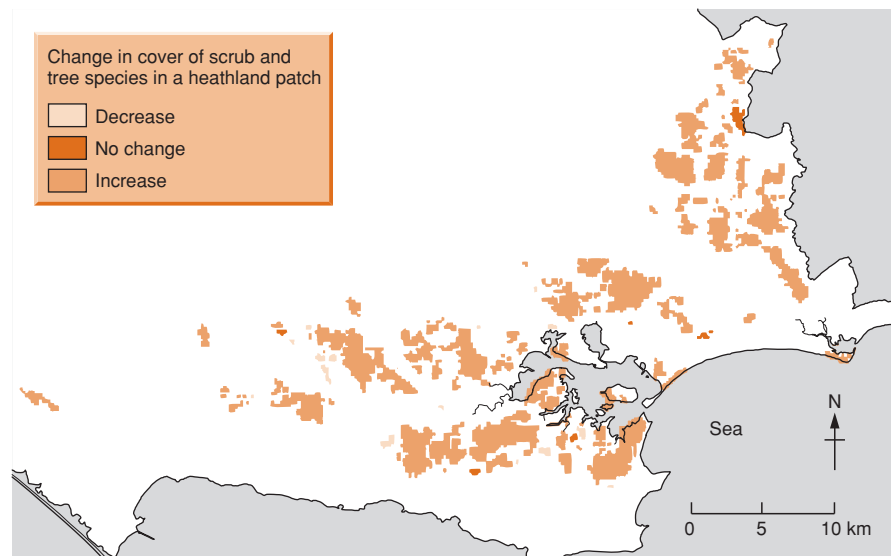 Change in cover of scrub and
tree species in a heathland patch
Decrease
No change
Increase
Sea
N
0 5 10 km